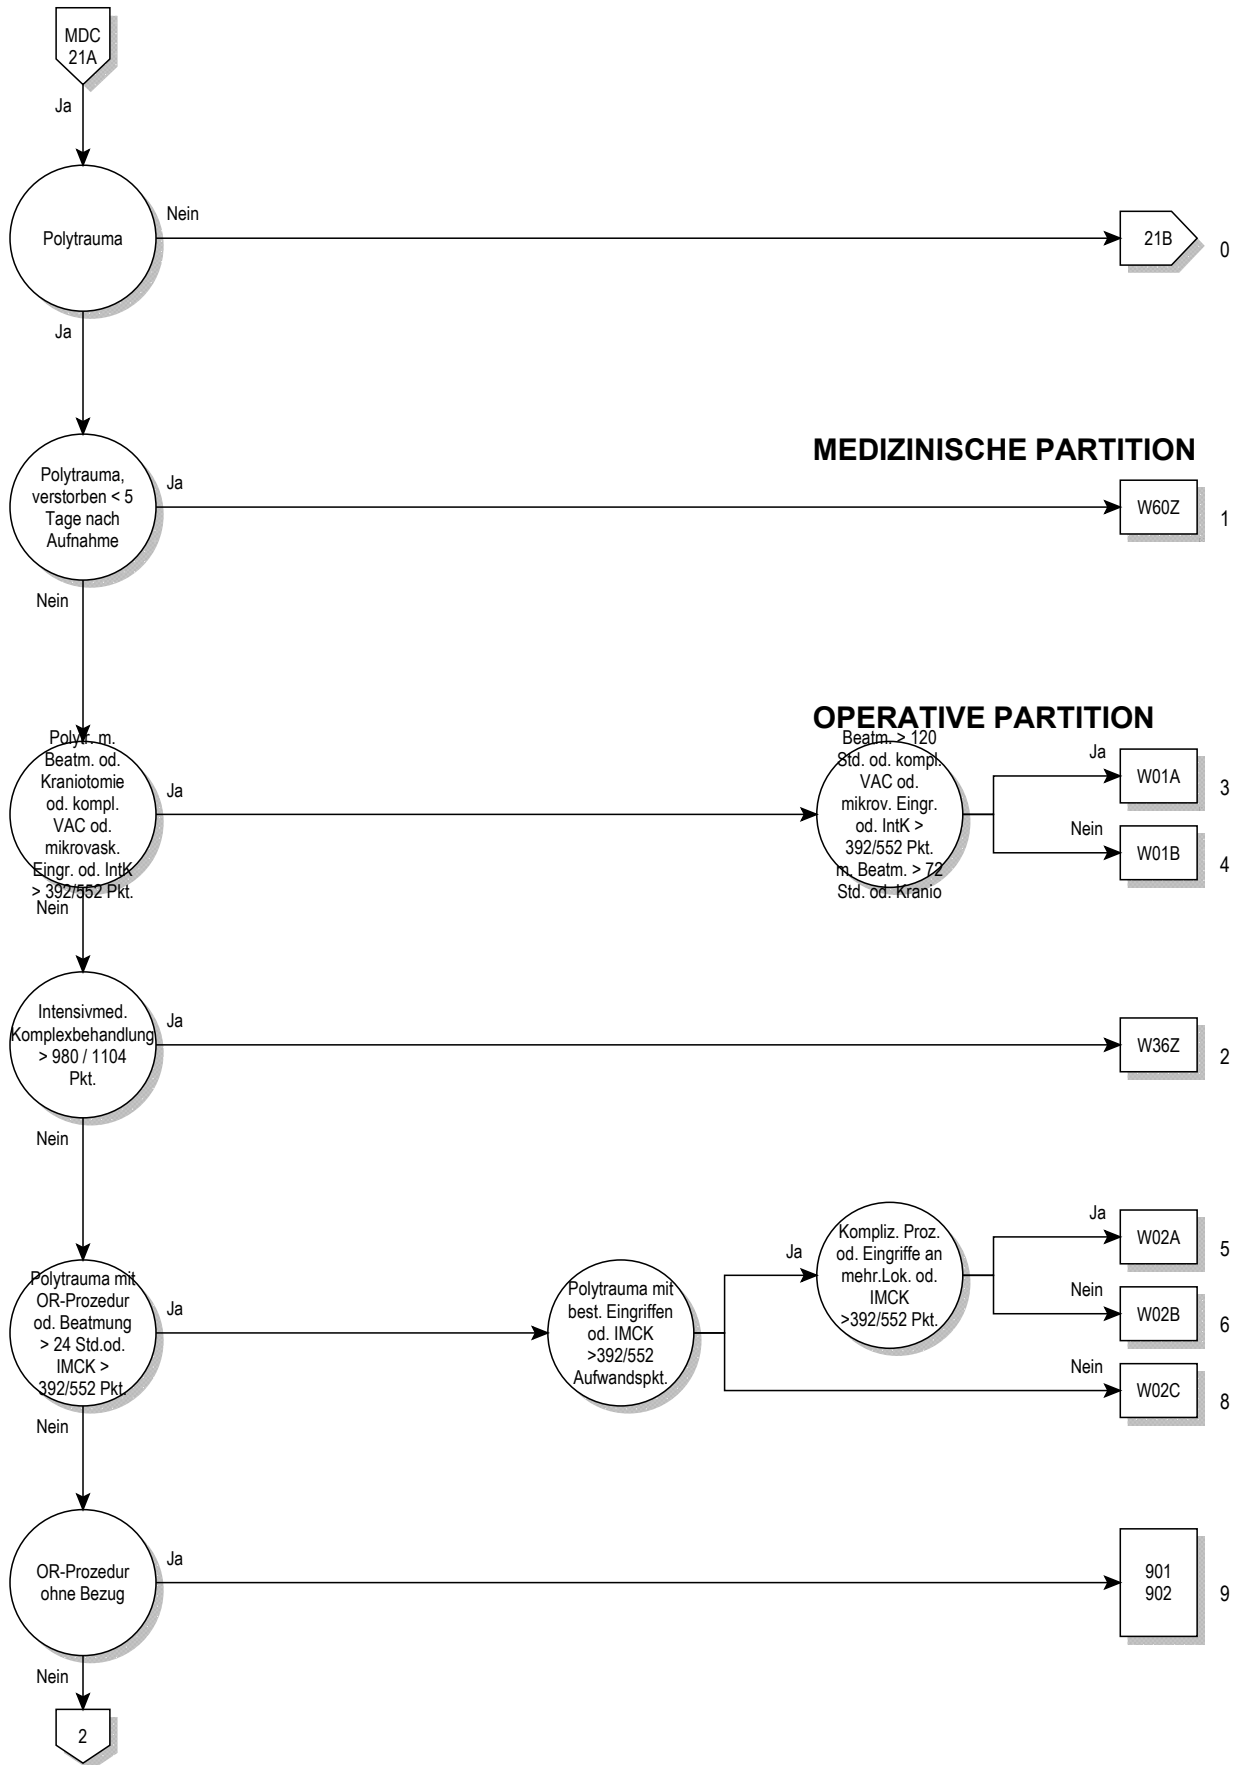 MDC
21A
Ja
Polytrauma
Nein
21B
0
Ja
MEDIZINISCHE PARTITION
Polytrauma,
verstorben < 5
Tage nach
Aufnahme
Ja
W60Z
1
Nein
OPERATIVE PARTITION
Polytr. m.
Beatm. od.
Kraniotomie
od. kompl.
VAC od.
mikrovask.
Eingr. od. IntK
> 392/552 Pkt.
Ja
Beatm. > 120
Std. od. kompl.
VAC od.
mikrov. Eingr.
od. IntK >
392/552 Pkt.
m. Beatm. > 72
Std. od. Kranio
Ja
W01A
3
Nein
W01B
4
Nein
Intensivmed.
Komplexbehandlung
> 980 / 1104
Pkt.
Ja
W36Z
2
Nein
Polytrauma mit
OR-Prozedur
od. Beatmung
> 24 Std.od.
IMCK >
392/552 Pkt.
Ja
Polytrauma mit
best. Eingriffen
od. IMCK
>392/552
Aufwandspkt.
Ja
Kompliz. Proz.
od. Eingriffe an
mehr.Lok. od.
IMCK
>392/552 Pkt.
Ja
W02A
5
Nein
W02B
6
Nein
W02C
8
Nein
OR-Prozedur
ohne Bezug
Ja
901
902
9
Nein
2